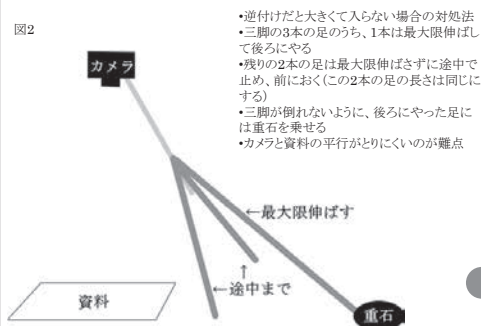 図2
•逆付けだと大きくて入らない場合の対処法
•三脚の3本の足のうち、1本は最大限伸ばし
て後ろにやる
•残りの2本の足は最大限伸ばさずに途中で
止め、前におく(この2本の足の長さは同じに
する)
•三脚が倒れないように、後ろにやった足に
は重石を乗せる
•カメラと資料の平行がとりにくいのが難点
カメラ
←最大限伸ばす
↑
←途中まで
資料
重石